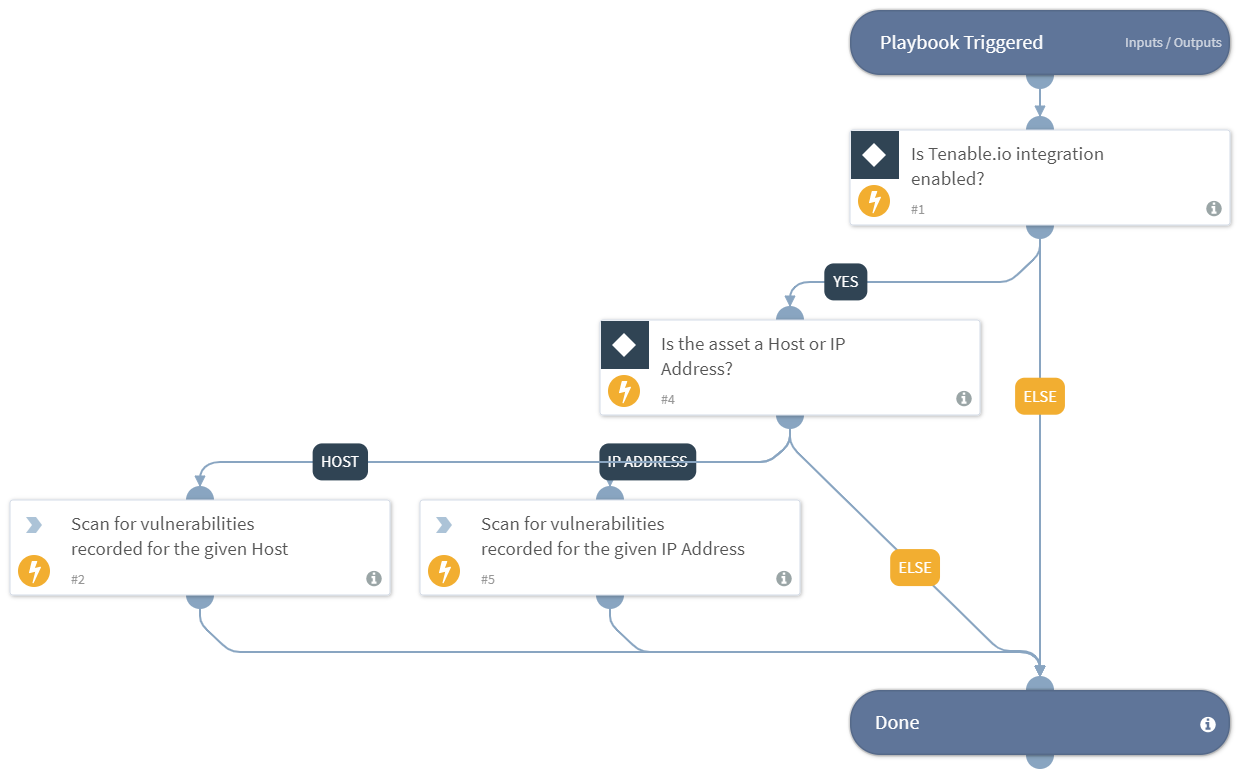 Playbook Triggered
Inputs / Outputs
Is Tenable.io integration
enabled?
#1
YES
Is the asset a Host or IP
Address?
#4
ELSE
HOST
IP ADDRESS
Scan for vulnerabilities
recorded for the given Host
#2
Scan for vulnerabilities
recorded for the given IP Address
#5
ELSE
Done